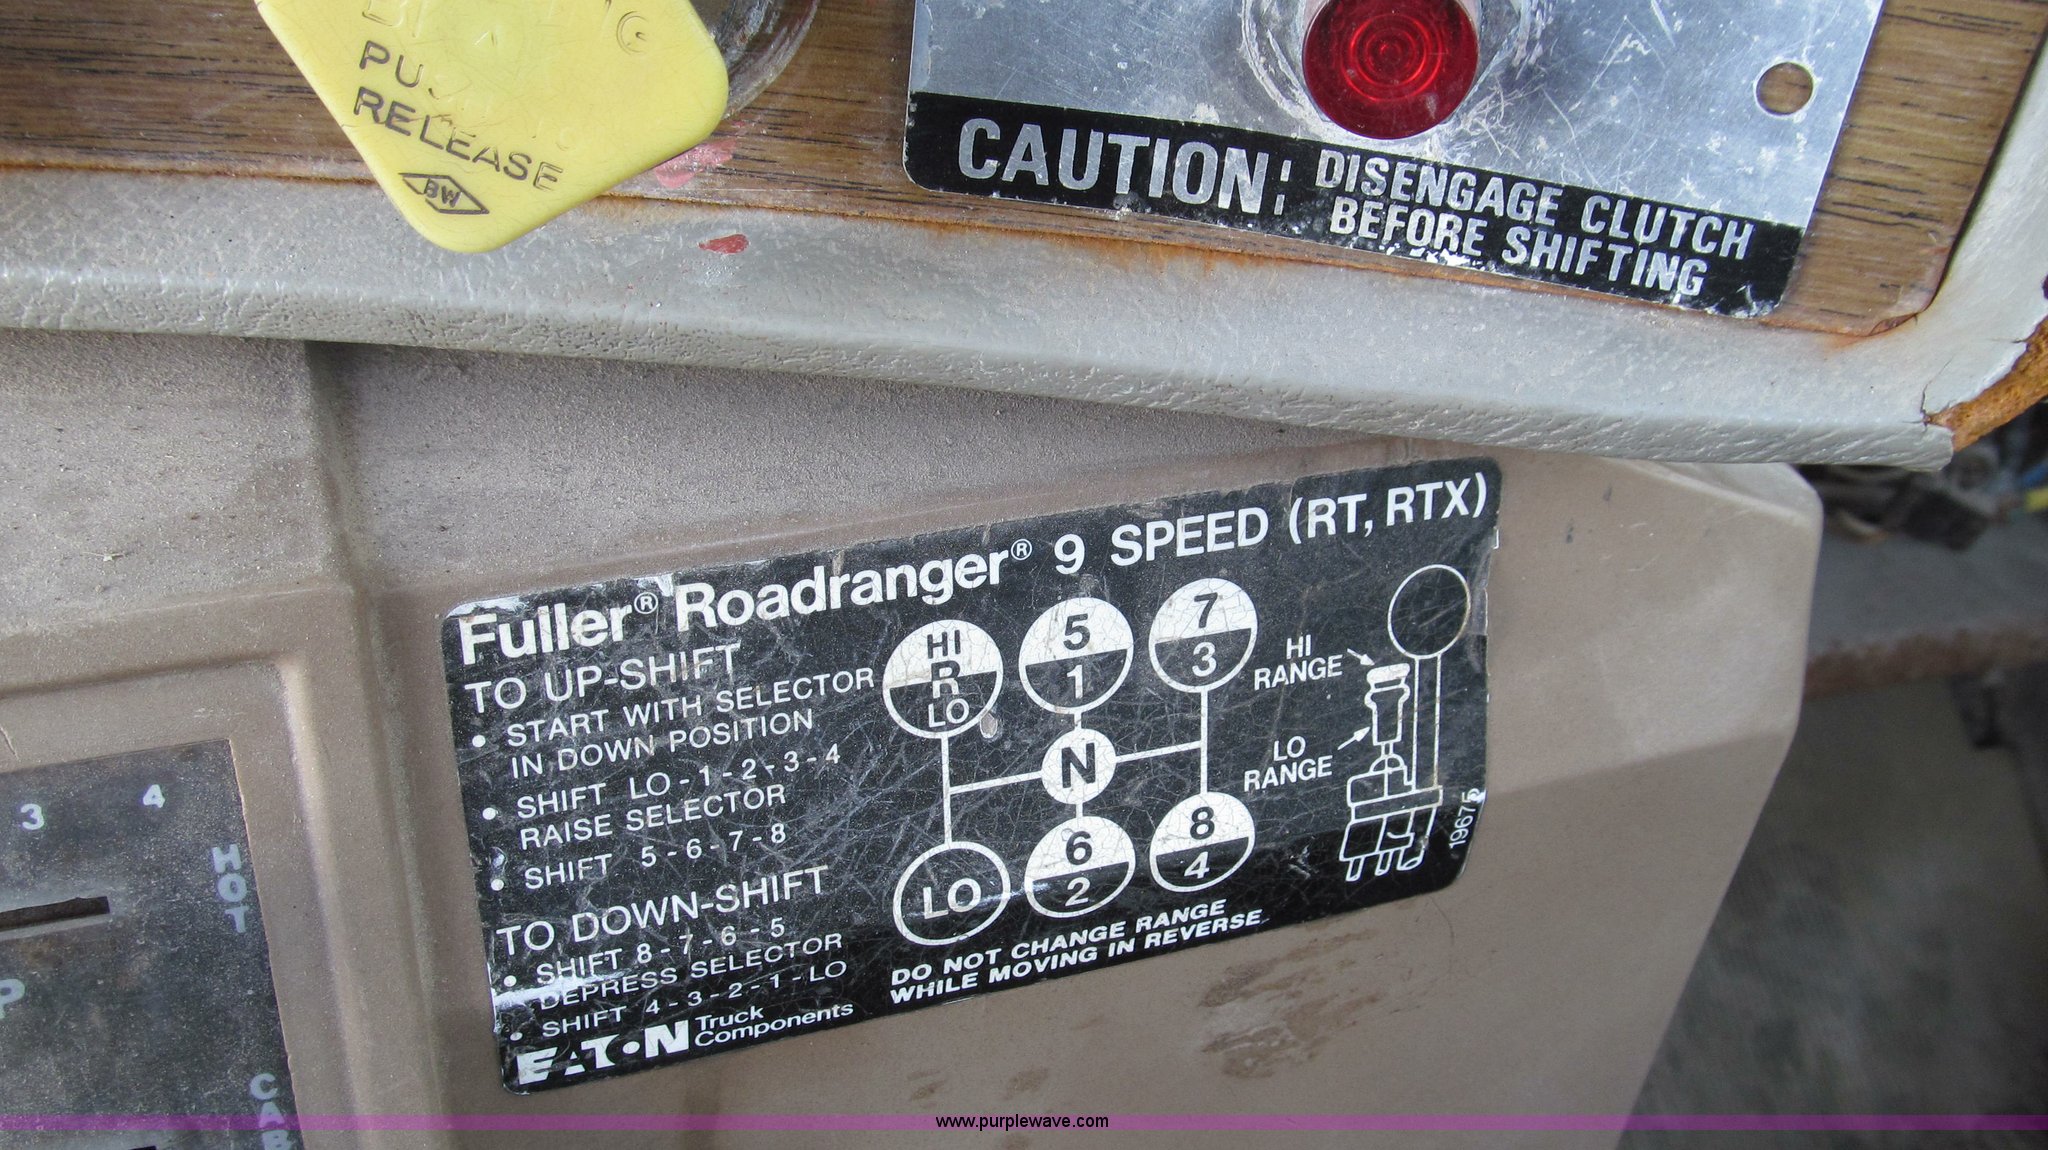 PU
RELEASE
BW
CAUTION: DISENGAGE CLUTCH
BEFORE SHIFTING
Fuller® Roadranger® 9 SPEED (RT, RTX)
TO UP-SHIFT
• START WITH SELECTOR
IN DOWN POSITION
• SHIFT LO-1-2-3-4
RAISE SELECTOR
• SHIFT 5-6-7-8
TO DOWN-SHIFT
• SHIFT 8-7-6-5
DEPRESS SELECTOR
• SHIFT 4-3-2-1-LO
EATON Truck
Components
HI
R
LO
5
1
7
3
N
LO
6
2
8
4
HI
RANGE
LO
RANGE
19675
DO NOT CHANGE RANGE
WHILE MOVING IN REVERSE
3 4
HOT
P
CAB
www.purplewave.com